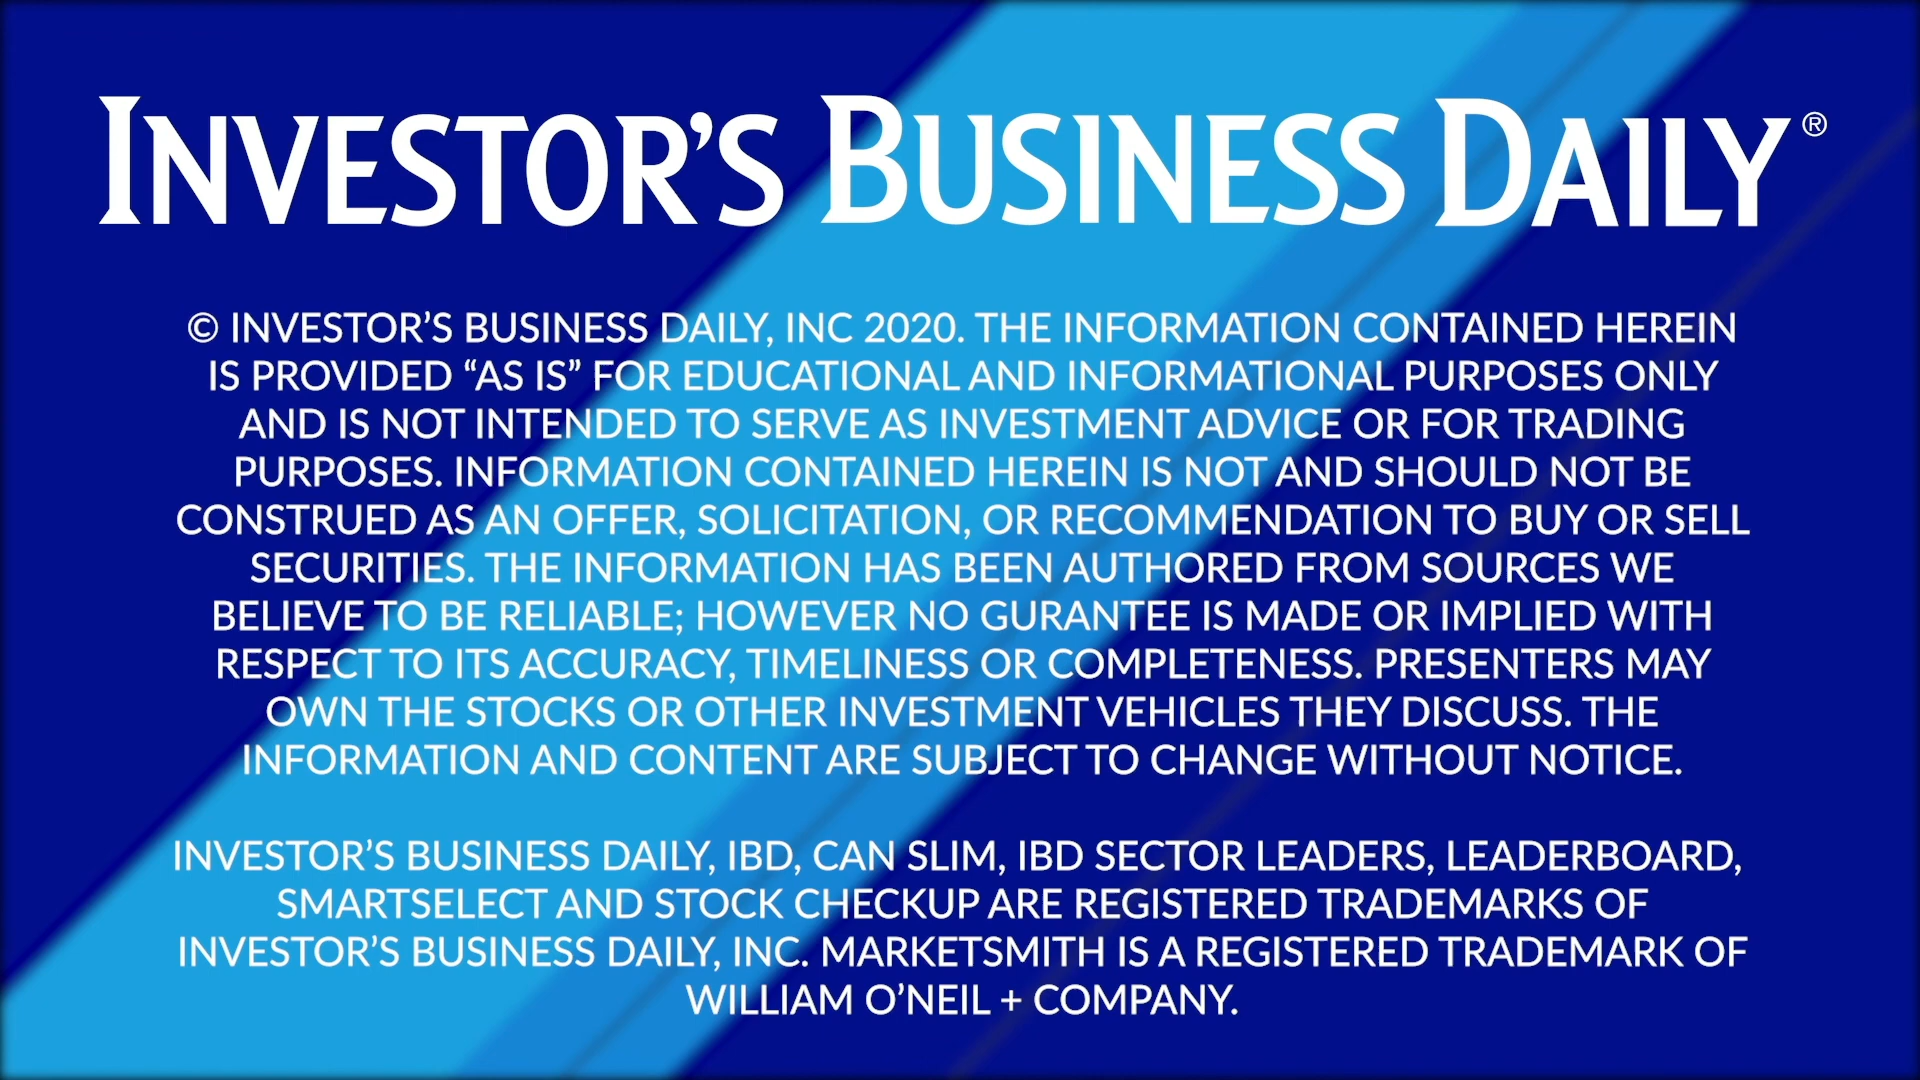 INVESTOR’S BUSINESS DAILY®
© INVESTOR’S BUSINESS DAILY, INC 2020. THE INFORMATION CONTAINED HEREIN
IS PROVIDED “AS IS” FOR EDUCATIONAL AND INFORMATIONAL PURPOSES ONLY
AND IS NOT INTENDED TO SERVE AS INVESTMENT ADVICE OR FOR TRADING
PURPOSES. INFORMATION CONTAINED HEREIN IS NOT AND SHOULD NOT BE
CONSTRUED AS AN OFFER, SOLICITATION, OR RECOMMENDATION TO BUY OR SELL
SECURITIES. THE INFORMATION HAS BEEN AUTHORED FROM SOURCES WE
BELIEVE TO BE RELIABLE; HOWEVER NO GURANTEE IS MADE OR IMPLIED WITH
RESPECT TO ITS ACCURACY, TIMELINESS OR COMPLETENESS. PRESENTERS MAY
OWN THE STOCKS OR OTHER INVESTMENT VEHICLES THEY DISCUSS. THE
INFORMATION AND CONTENT ARE SUBJECT TO CHANGE WITHOUT NOTICE.
INVESTOR’S BUSINESS DAILY, IBD, CAN SLIM, IBD SECTOR LEADERS, LEADERBOARD,
SMARTSELECT AND STOCK CHECKUP ARE REGISTERED TRADEMARKS OF
INVESTOR’S BUSINESS DAILY, INC. MARKETSMITH IS A REGISTERED TRADEMARK OF
WILLIAM O’NEIL + COMPANY.